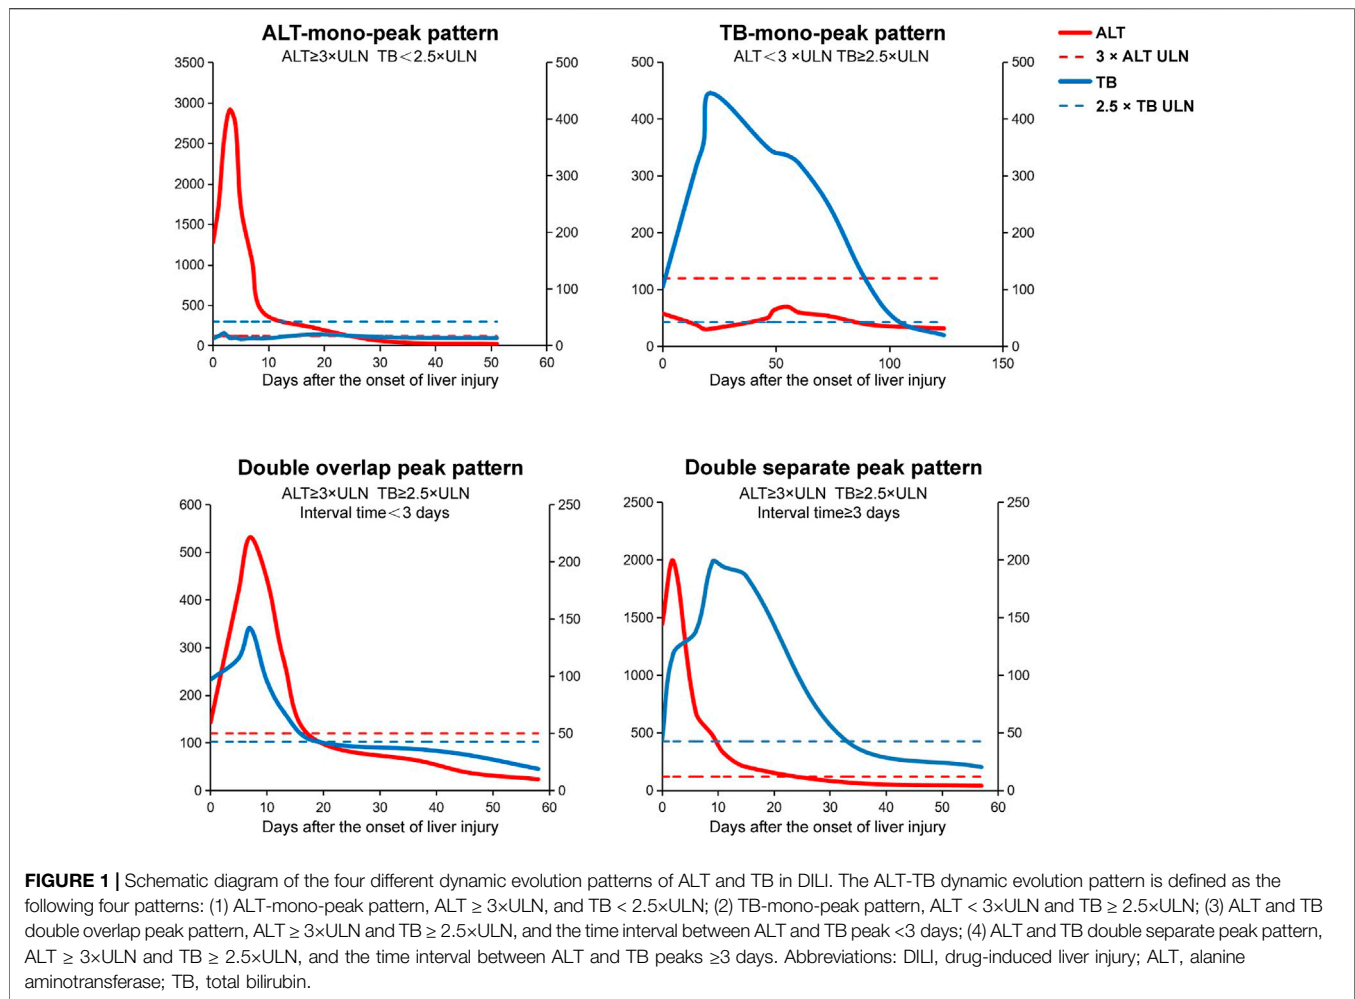 ALT-mono-peak pattern
ALT≥3×ULN TB<2.5×ULN
3500
3000
2500
2000
1500
1000
500
0
500
400
300
200
100
0
0 10 20 30 40 50 60
Days after the onset of liver injury
TB-mono-peak pattern
ALT<3 ×ULN TB≥2.5×ULN
500
400
300
200
100
0
500
400
300
200
100
0
0 50 100 150
Days after the onset of liver injury
ALT
3 × ALT ULN
TB
2.5 × TB ULN
Double overlap peak pattern
ALT≥3×ULN TB≥2.5×ULN
Interval time<3 days
600
500
400
300
200
100
0
250
200
150
100
50
0
0 10 20 30 40 50 60
Days after the onset of liver injury
Double separate peak pattern
ALT≥3×ULN TB≥2.5×ULN
Interval time≥3 days
2500
2000
1500
1000
500
0
250
200
150
100
50
0
0 10 20 30 40 50 60
Days after the onset of liver injury
FIGURE 1 | Schematic diagram of the four different dynamic evolution patterns of ALT and TB in DILI. The ALT-TB dynamic evolution pattern is defined as the
following four patterns: (1) ALT-mono-peak pattern, ALT ≥ 3×ULN, and TB < 2.5×ULN; (2) TB-mono-peak pattern, ALT < 3×ULN and TB ≥ 2.5×ULN; (3) ALT and TB
double overlap peak pattern, ALT ≥ 3×ULN and TB ≥ 2.5×ULN, and the time interval between ALT and TB peak <3 days; (4) ALT and TB double separate peak pattern,
ALT ≥ 3×ULN and TB ≥ 2.5×ULN, and the time interval between ALT and TB peaks ≥3 days. Abbreviations: DILI, drug-induced liver injury; ALT, alanine
aminotransferase; TB, total bilirubin.